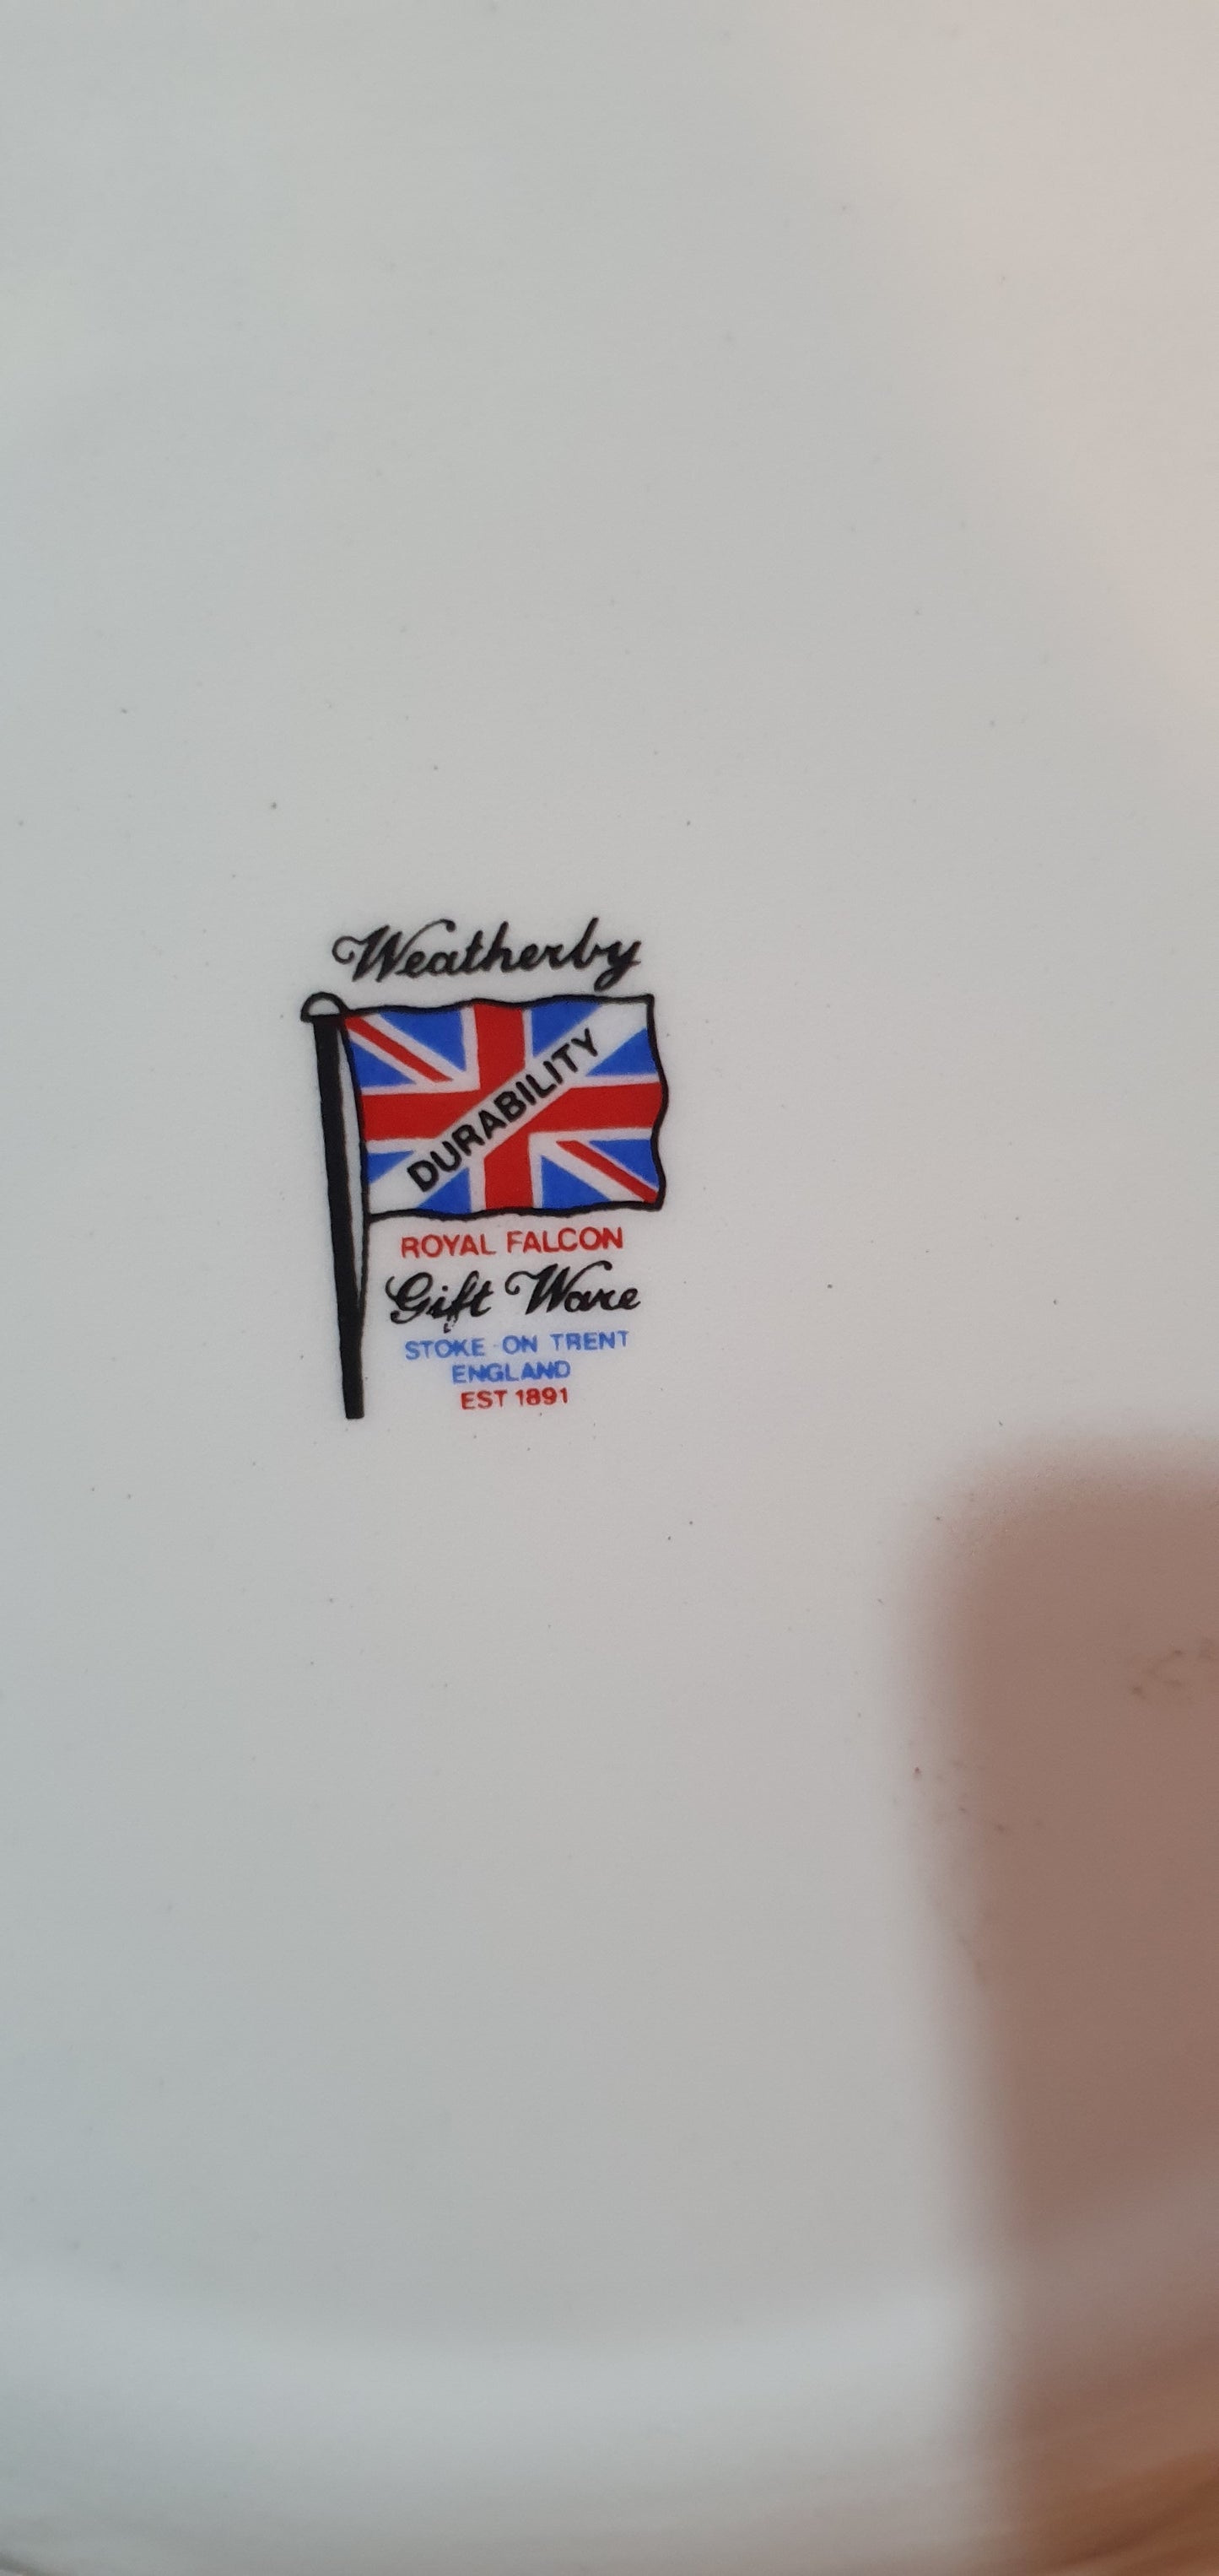 Weatherby
DURABILITY
ROYAL FALCON
Gift Ware
STOKE-ON TRENT
ENGLAND
EST 1891